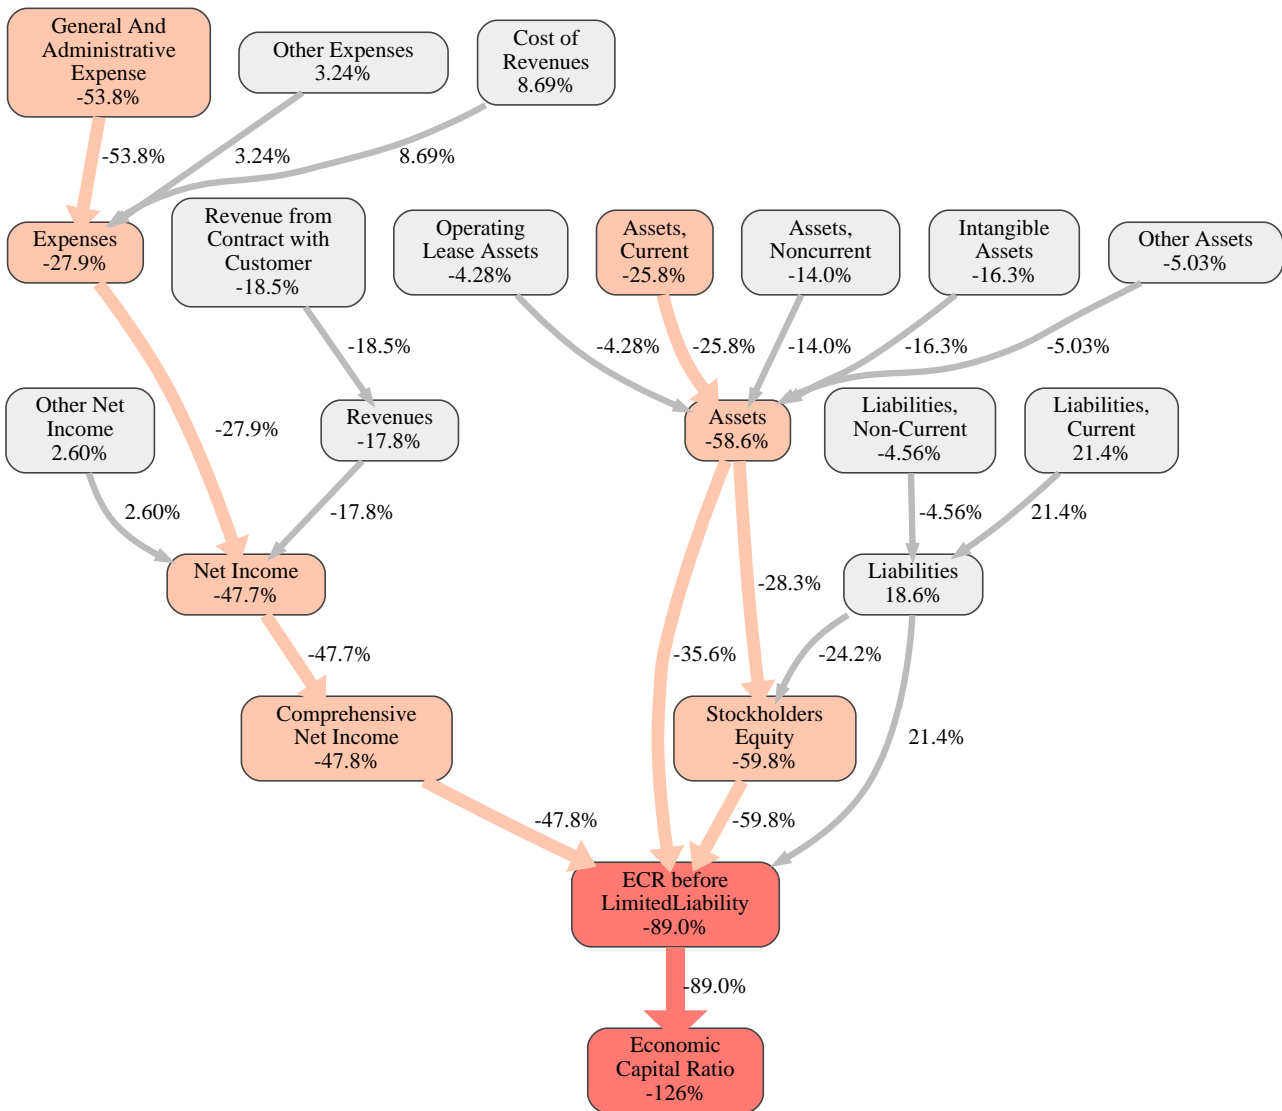 General And
Administrative
Expense
-53.8%
Other Expenses
3.24%
Cost of
Revenues
8.69%
-53.8%
3.24%
8.69%
Expenses
-27.9%
Revenue from
Contract with
Customer
-18.5%
Operating
Lease Assets
-4.28%
Assets,
Current
-25.8%
Assets,
Noncurrent
-14.0%
Intangible
Assets
-16.3%
Other Assets
-5.03%
-18.5%
-4.28%
-25.8%
-14.0%
-16.3%
-5.03%
Other Net
Income
2.60%
-27.9%
Revenues
-17.8%
Assets
-58.6%
Liabilities,
Non-Current
-4.56%
Liabilities,
Current
21.4%
2.60%
-17.8%
-4.56%
21.4%
Net Income
-47.7%
-28.3%
Liabilities
18.6%
-47.7%
-35.6%
-24.2%
Comprehensive
Net Income
-47.8%
Stockholders
Equity
-59.8%
21.4%
-47.8%
-59.8%
ECR before
LimitedLiability
-89.0%
-89.0%
Economic
Capital Ratio
-126%